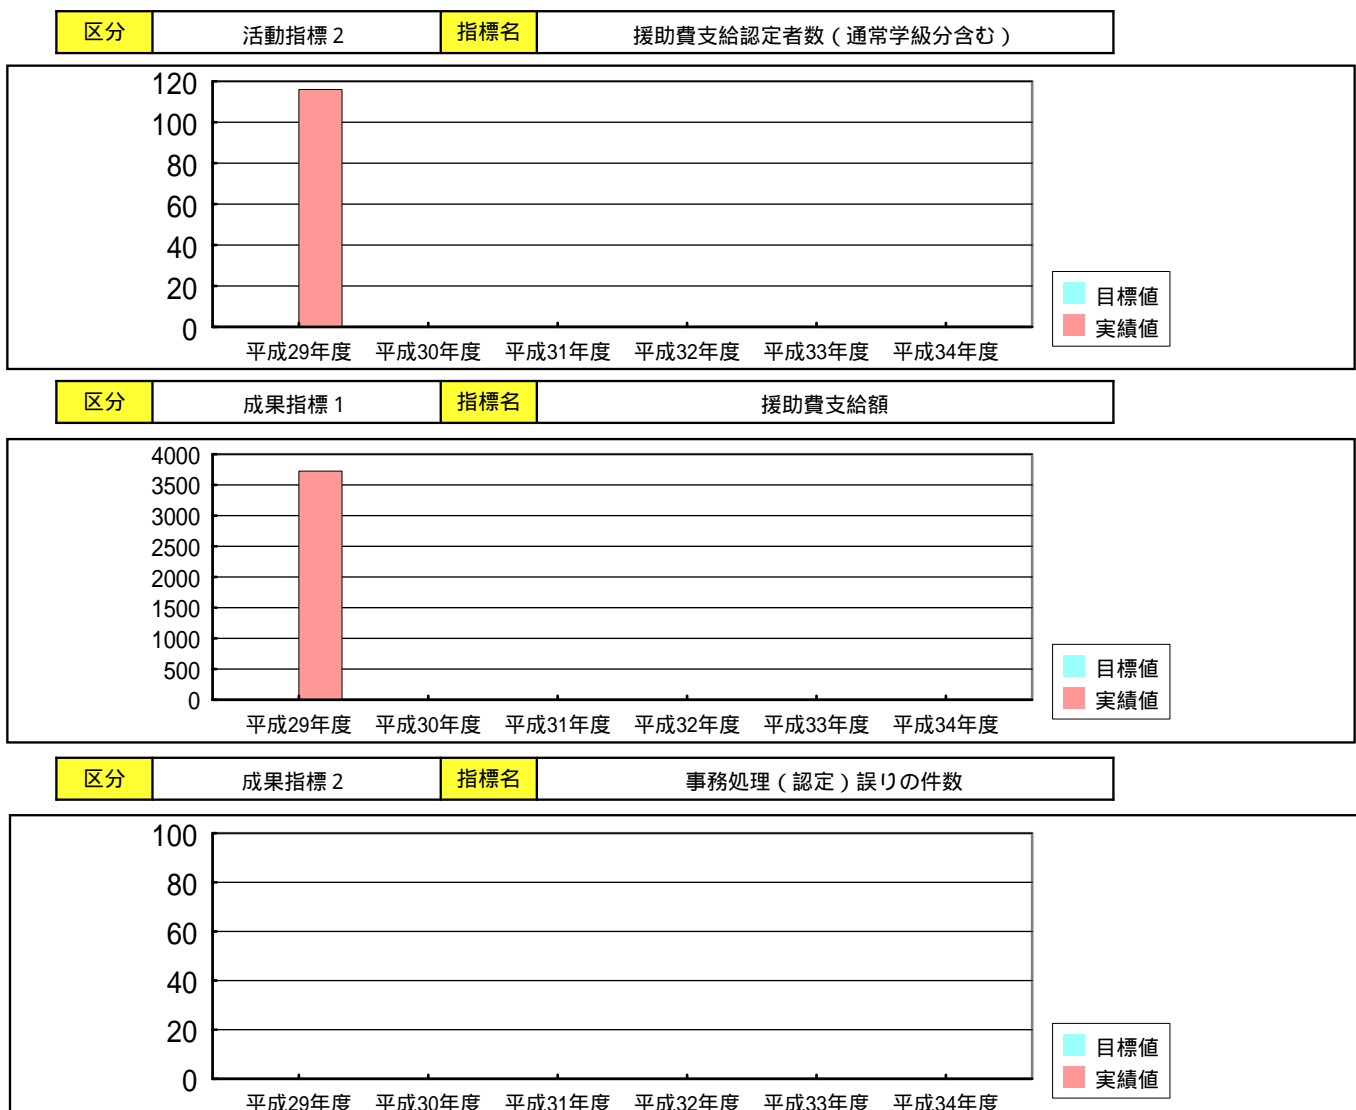 区分 活動指標２ 指標名 援助費支給認定者数（通常学級分含む）
120
100
80
60
40
20
0
平成29年度 平成30年度 平成31年度 平成32年度 平成33年度 平成34年度
目標値
実績値
区分 成果指標１ 指標名 援助費支給額
4000
3500
3000
2500
2000
1500
1000
500
0
平成29年度 平成30年度 平成31年度 平成32年度 平成33年度 平成34年度
目標値
実績値
区分 成果指標２ 指標名 事務処理（認定）誤りの件数
100
80
60
40
20
0
平成29年度 平成30年度 平成31年度 平成32年度 平成33年度 平成34年度
目標値
実績値